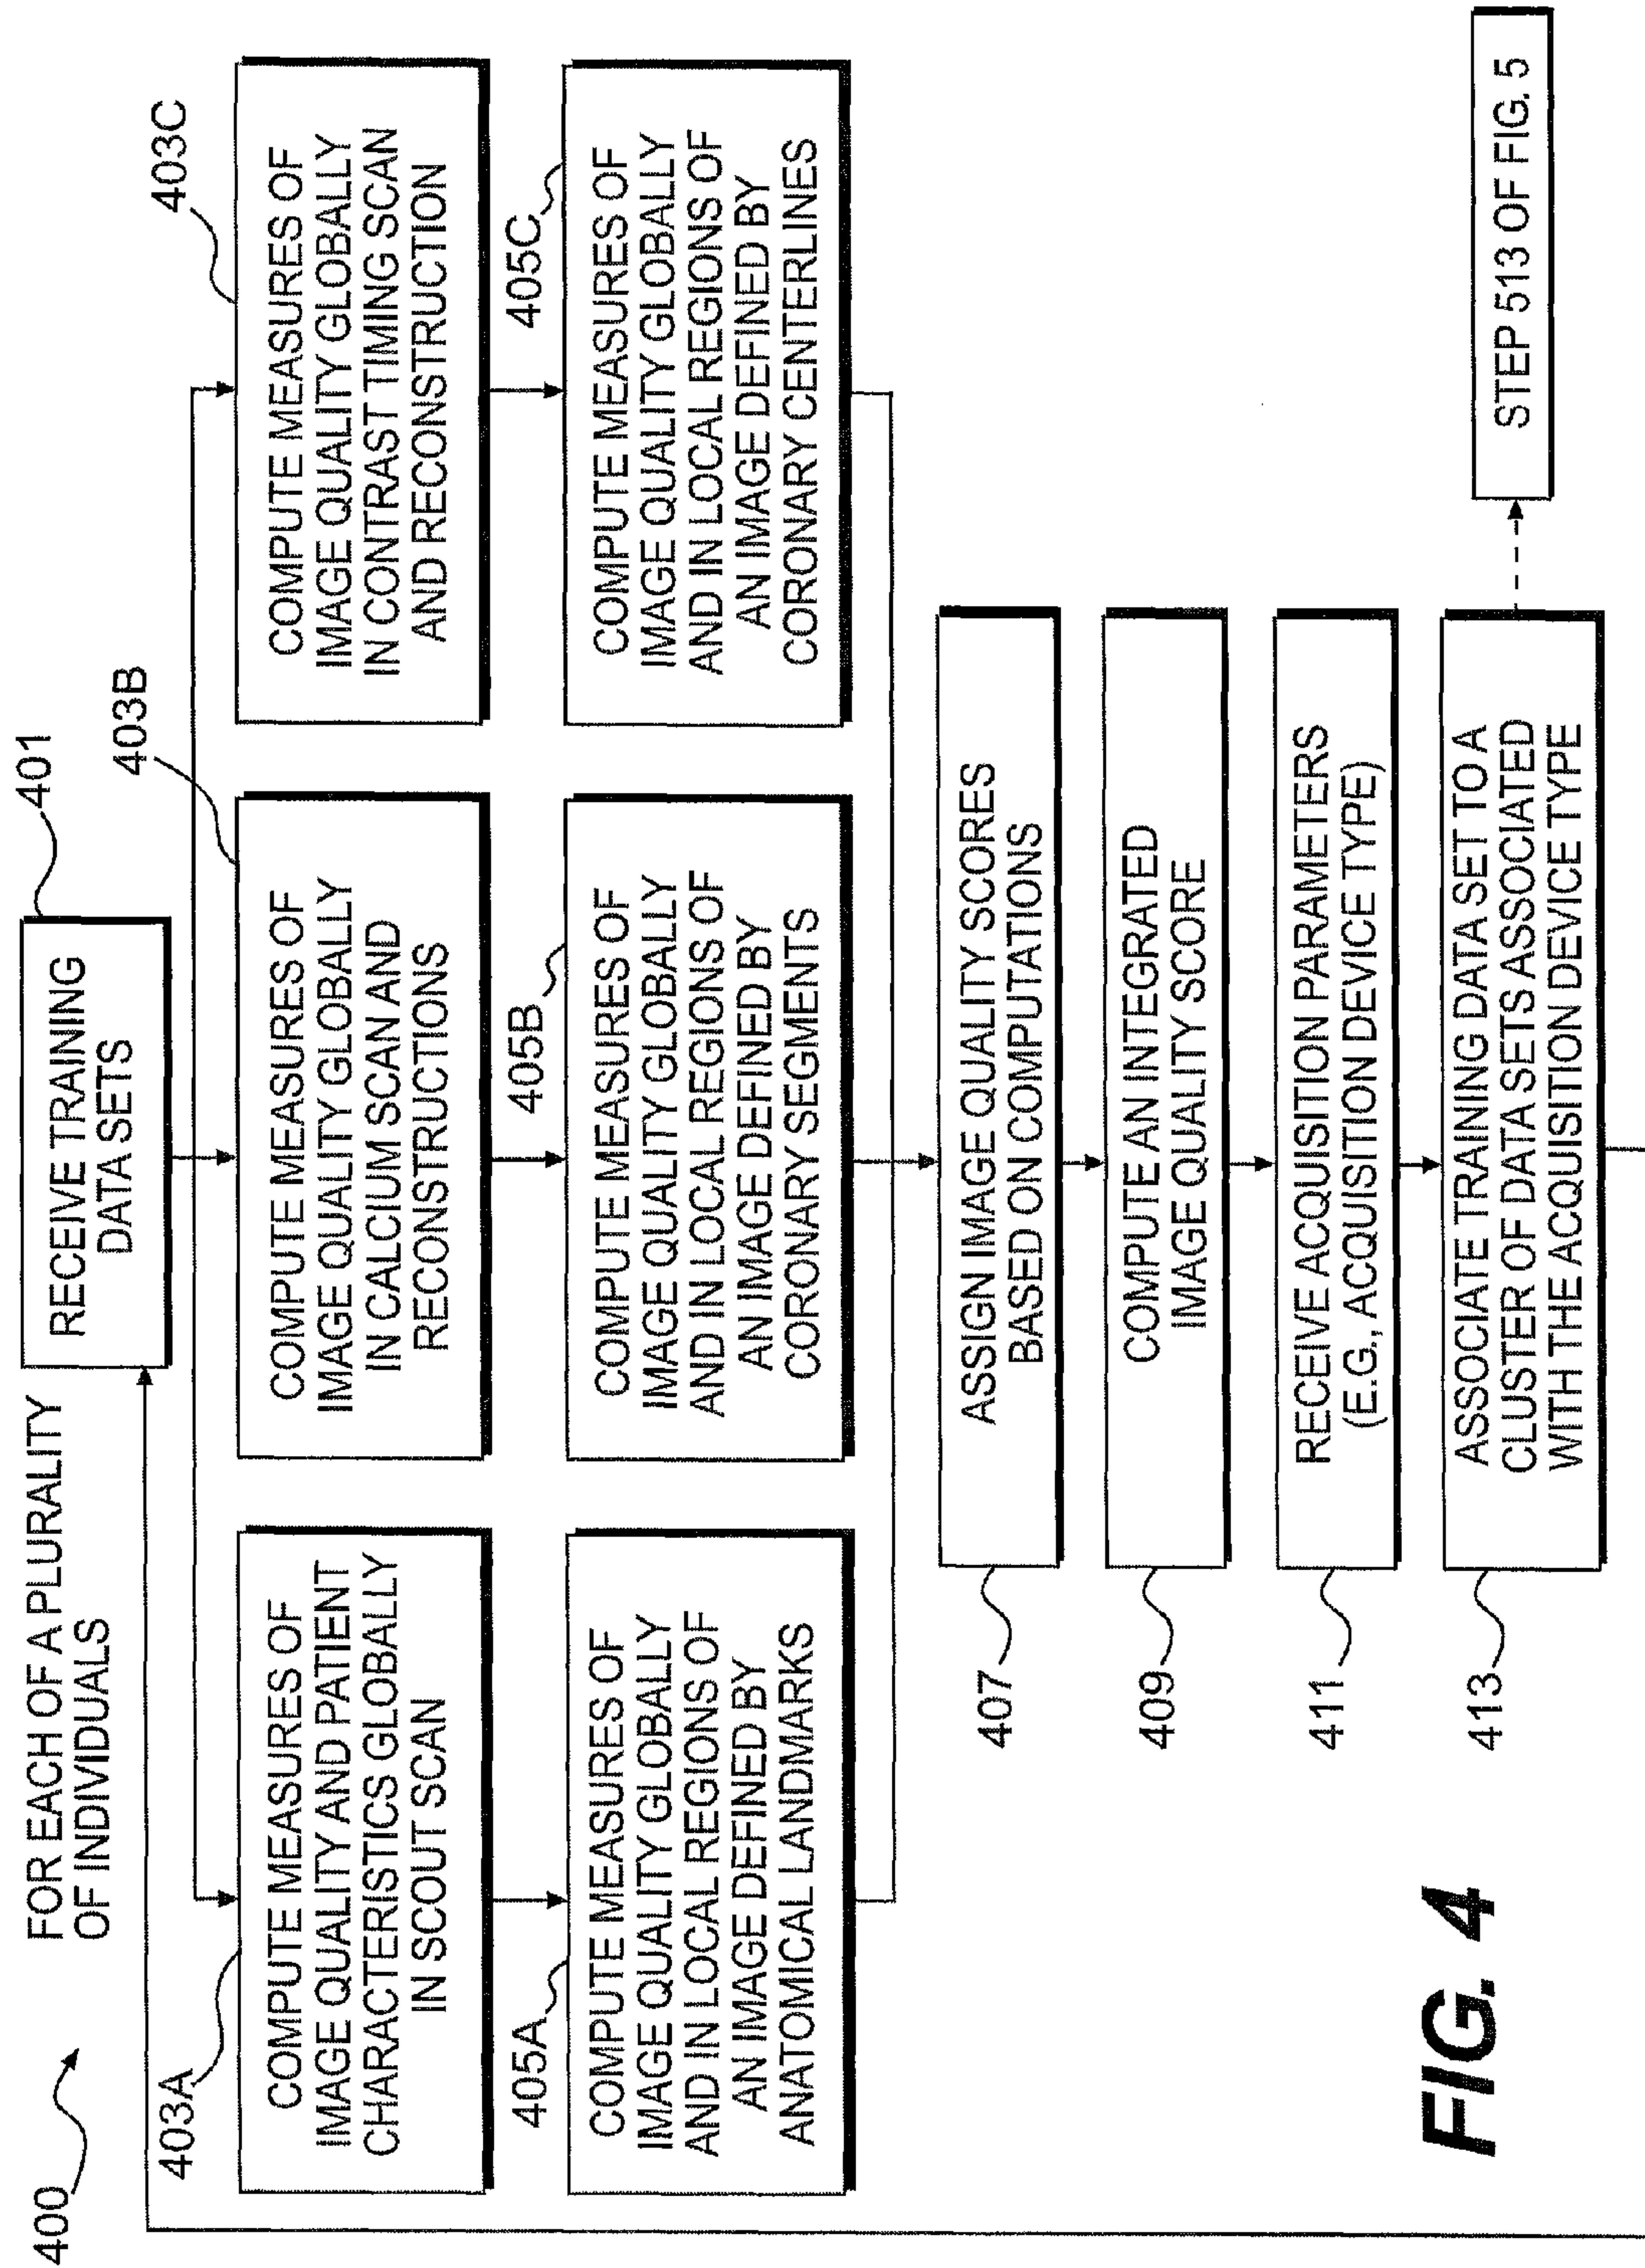 400
FOR EACH OF A PLURALITY
OF INDIVIDUALS
RECEIVE TRAINING
DATA SETS
401
403A
COMPUTE MEASURES OF
IMAGE QUALITY AND PATIENT
CHARACTERISTICS GLOBALLY
IN SCOUT SCAN
403B
COMPUTE MEASURES OF
IMAGE QUALITY GLOBALLY
IN CALCIUM SCAN AND
RECONSTRUCTIONS
403C
COMPUTE MEASURES OF
IMAGE QUALITY GLOBALLY
IN CONTRAST TIMING SCAN
AND RECONSTRUCTION
405A
COMPUTE MEASURES OF
IMAGE QUALITY GLOBALLY
AND IN LOCAL REGIONS OF
AN IMAGE DEFINED BY
ANATOMICAL LANDMARKS
405B
COMPUTE MEASURES OF
IMAGE QUALITY GLOBALLY
AND IN LOCAL REGIONS OF
AN IMAGE DEFINED BY
CORONARY SEGMENTS
405C
COMPUTE MEASURES OF
IMAGE QUALITY GLOBALLY
AND IN LOCAL REGIONS OF
AN IMAGE DEFINED BY
CORONARY CENTERLINES
407
ASSIGN IMAGE QUALITY SCORES
BASED ON COMPUTATIONS
409
COMPUTE AN INTEGRATED
IMAGE QUALITY SCORE
411
RECEIVE ACQUISITION PARAMETERS
(E.G., ACQUISITION DEVICE TYPE)
413
ASSOCIATE TRAINING DATA SET TO A
CLUSTER OF DATA SETS ASSOCIATED
WITH THE ACQUISITION DEVICE TYPE
STEP 513 OF FIG. 5
FIG. 4